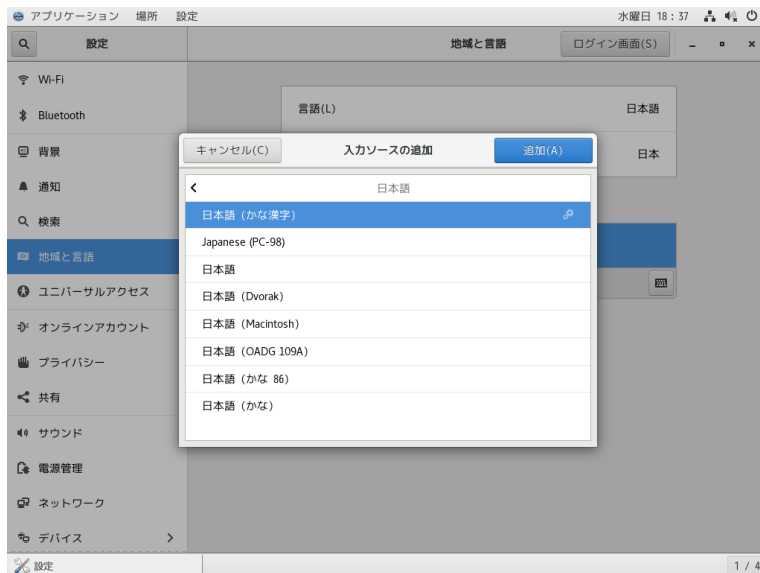 アプリケーション 場所 設定 水曜日 18：37
設定 地域と言語 ログイン画面(S)
Wi-Fi
Bluetooth
背景
通知
検索
地域と言語
ユニバーサルアクセス
オンラインアカウント
プライバシー
共有
サウンド
電源管理
ネットワーク
デバイス
言語(L) 日本語
日本
キャンセル(C) 入力ソースの追加 追加(A)
日本語
日本語 (かな漢字)
Japanese (PC-98)
日本語
日本語 (Dvorak)
日本語 (Macintosh)
日本語 (OADG 109A)
日本語 (かな 86)
日本語 (かな)
設定 1 / 4